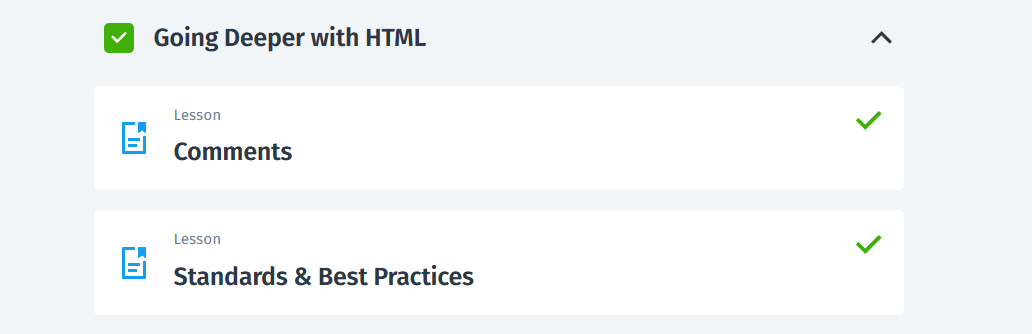 Going Deeper with HTML
Lesson
Comments
Lesson
Standards & Best Practices